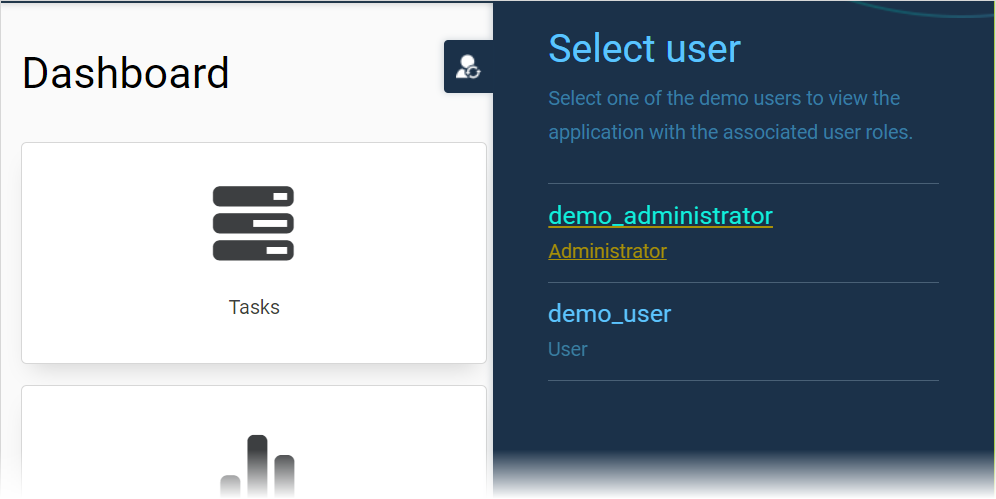 Dashboard
Tasks
Select user
Select one of the demo users to view the
application with the associated user roles.
demo_administrator
Administrator
demo_user
User